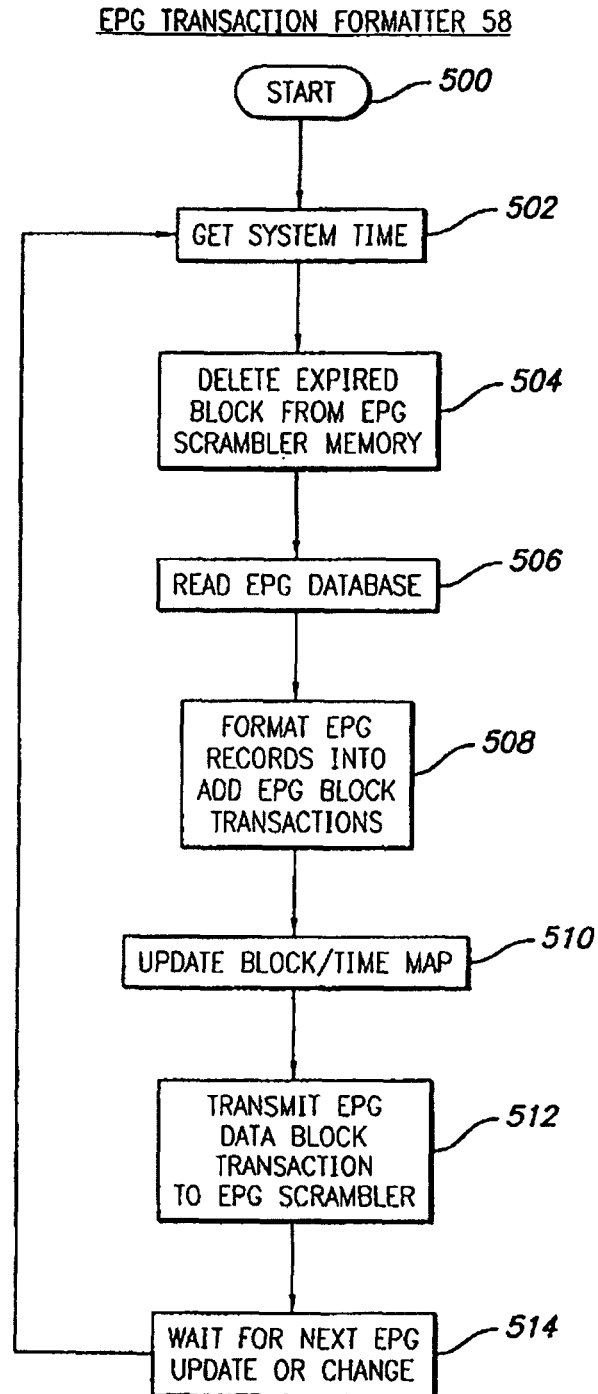 EPG TRANSACTION FORMATTER 58
START
500
GET SYSTEM TIME
502
DELETE EXPIRED
BLOCK FROM EPG
SCRAMBLER MEMORY
504
READ EPG DATABASE
506
FORMAT EPG
RECORDS INTO
ADD EPG BLOCK
TRANSACTIONS
508
UPDATE BLOCK/TIME MAP
510
TRANSMIT EPG
DATA BLOCK
TRANSACTION
TO EPG SCRAMBLER
512
WAIT FOR NEXT EPG
UPDATE OR CHANGE
514